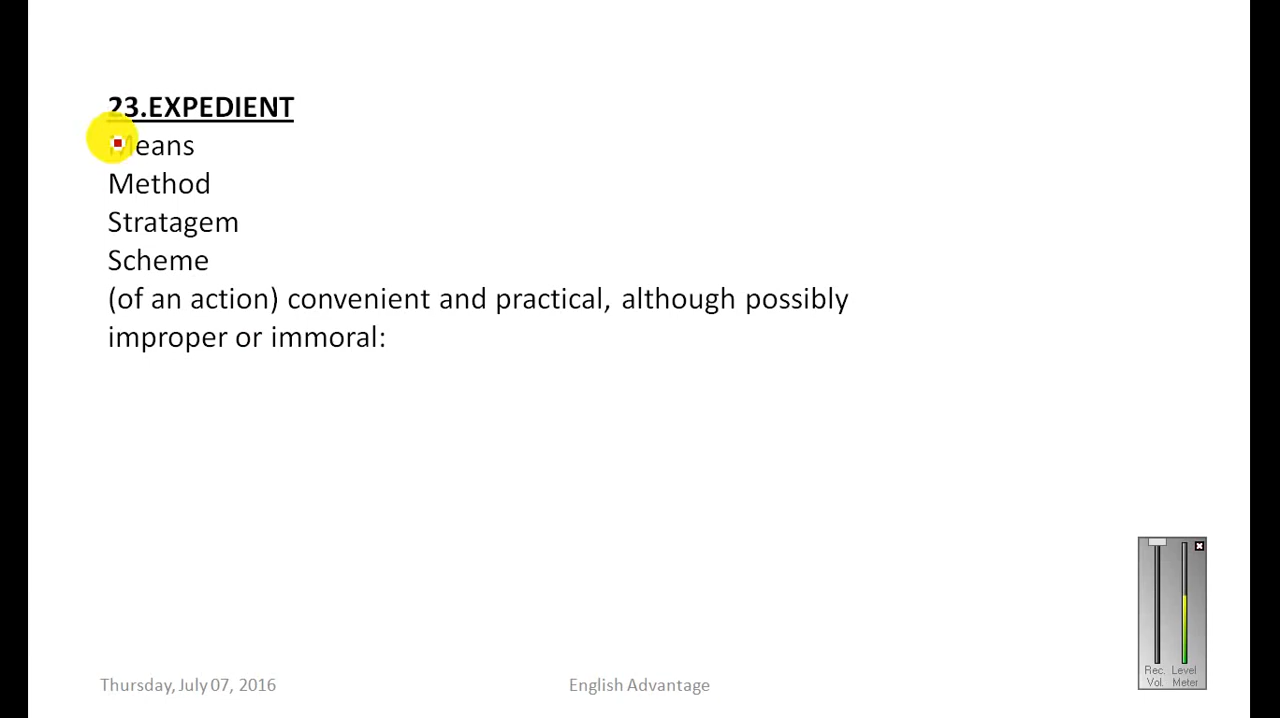 23.EXPEDIENT
Means
Method
Stratagem
Scheme
(of an action) convenient and practical, although possibly
improper or immoral:
Rec. Level
Vol. Meter
Thursday, July 07, 2016
English Advantage